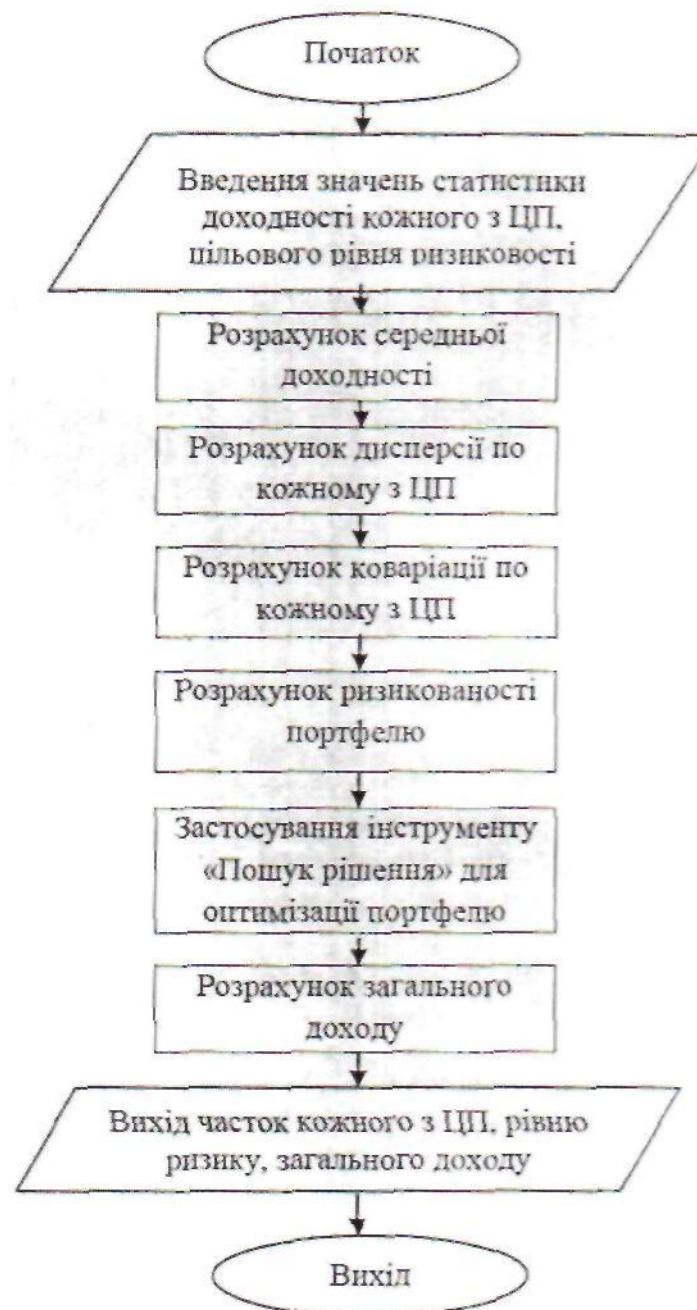 Початок
Введення значень статистики
доходності кожного з ЦП,
цільового рівня ризиковості
Розрахунок середньої
доходності
Розрахунок дисперсії по
кожному з ЦП
Розрахунок коваріації по
кожному з ЦП
Розрахунок ризикованості
портфелю
Застосування інструменту
«Пошук рішення» для
оптимізації портфелю
Розрахунок загального
доходу
Вихід часток кожного з ЦП, рівню
ризику, загального доходу
Вихід